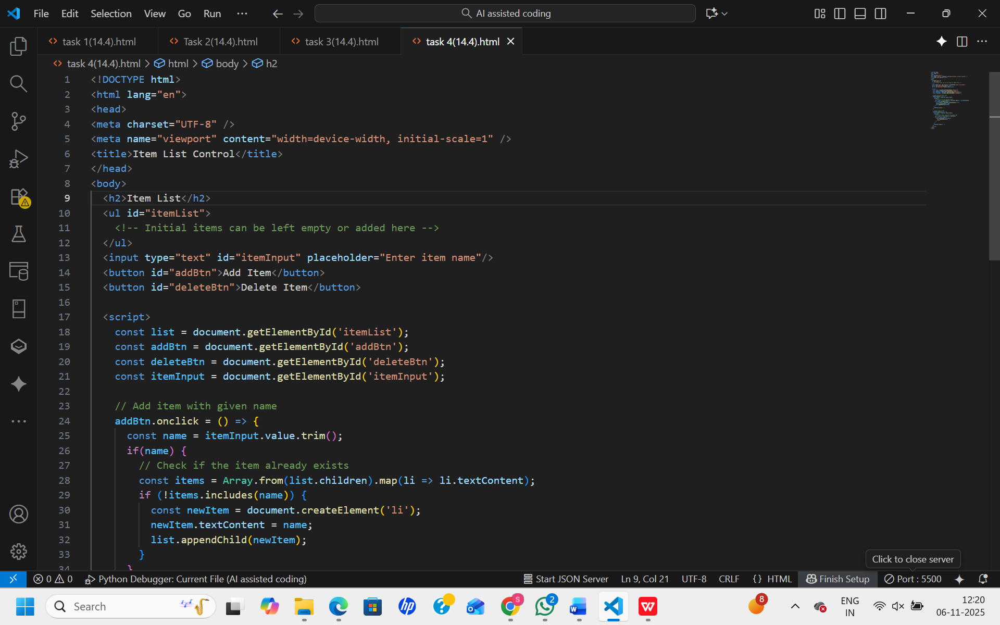 File Edit Selection View Go Run ···
AI assisted coding
task 1(14.4).html Task 2(14.4).html task 3(14.4).html task 4(14.4).html
task 4(14.4).html > html > body > h2
1 <!DOCTYPE html>
2 <html lang="en">
3 <head>
4 <meta charset="UTF-8" />
5 <meta name="viewport" content="width=device-width, initial-scale=1" />
6 <title>Item List Control</title>
7 </head>
8 <body>
9 <h2>Item List</h2>
10 <ul id="itemList">
11 <!-- Initial items can be left empty or added here -->
12 </ul>
13 <input type="text" id="itemInput" placeholder="Enter item name"/>
14 <button id="addBtn">Add Item</button>
15 <button id="deleteBtn">Delete Item</button>
16
17 <script>
18 const list = document.getElementById('itemList');
19 const addBtn = document.getElementById('addBtn');
20 const deleteBtn = document.getElementById('deleteBtn');
21 const itemInput = document.getElementById('itemInput');
22
23 // Add item with given name
24 addBtn.onclick = () => {
25 const name = itemInput.value.trim();
26 if(name) {
27 // Check if the item already exists
28 const items = Array.from(list.children).map(li => li.textContent);
29 if (!items.includes(name)) {
30 const newItem = document.createElement('li');
31 newItem.textContent = name;
32 list.appendChild(newItem);
33 }
34 }
Click to close server
0 0 Python Debugger: Current File (AI assisted coding) Start JSON Server Ln 9, Col 21 UTF-8 CRLF {} HTML Finish Setup Port : 5500
Search
hp
S
2
8
ENG
IN
12:20
06-11-2025